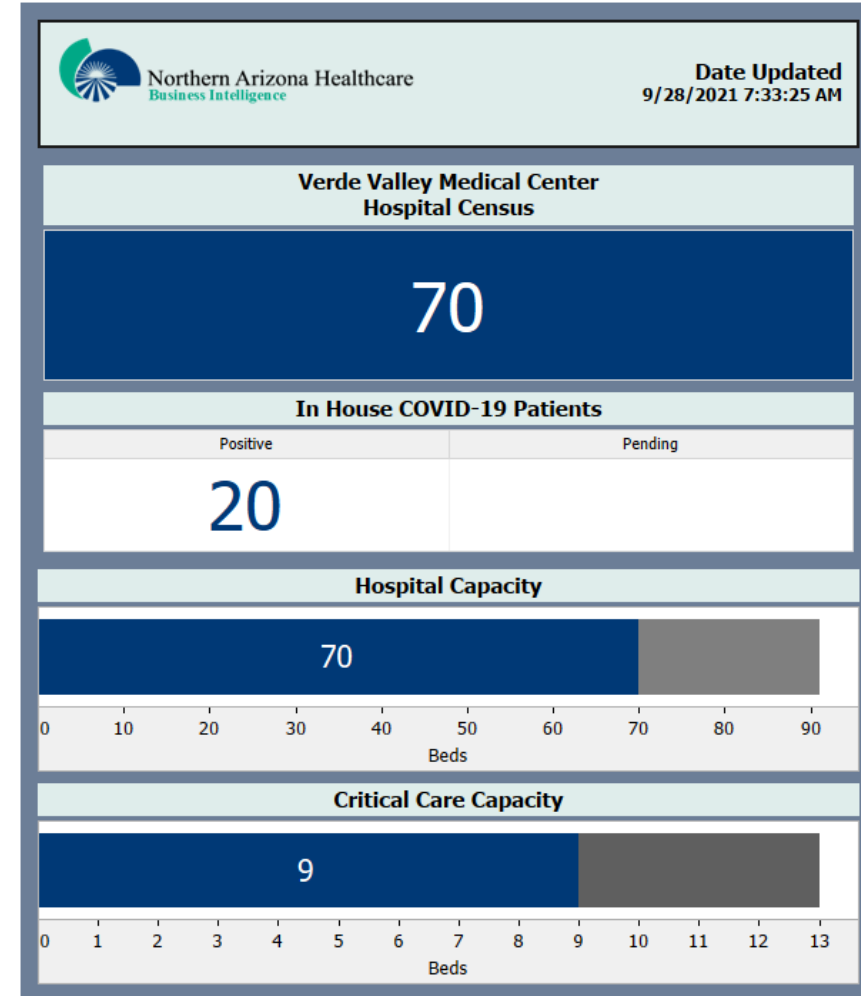 Northern Arizona Healthcare
Business Intelligence
Date Updated
9/28/2021 7:33:25 AM
Verde Valley Medical Center
Hospital Census
70
In House COVID-19 Patients
Positive Pending
20
Hospital Capacity
70
0 10 20 30 40 50 60 70 80 90
Beds
Critical Care Capacity
9
0 1 2 3 4 5 6 7 8 9 10 11 12 13
Beds